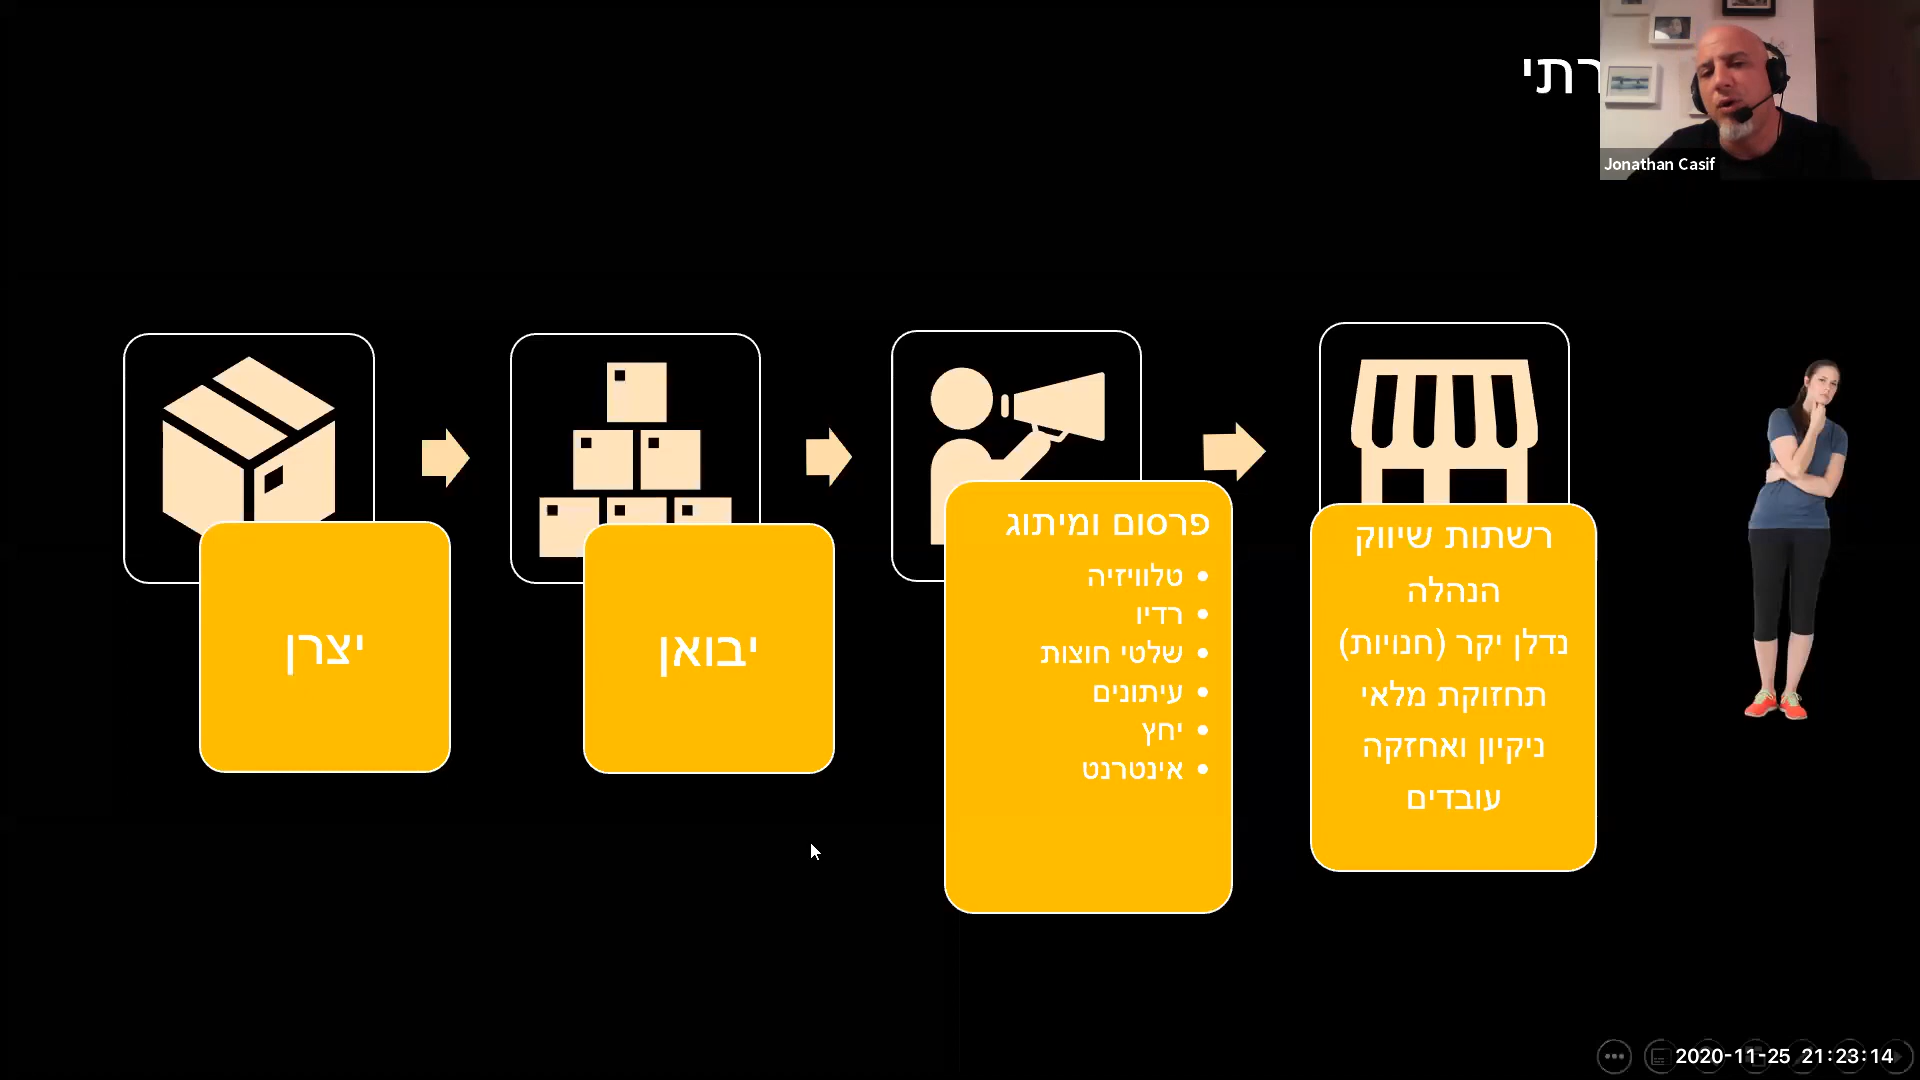 Jonathan Casif
יצרן
יבואן
פרסום ומיתוג
• טלוויזיה
• רדיו
• שלטי חוצות
• עיתונים
• יחץ
• אינטרנט
רשתות שיווק
הנהלה
נדלן יקר (חנויות)
תחזוקת מלאי
ניקיון ואחזקה
עובדים
2020-11-25 21:23:14